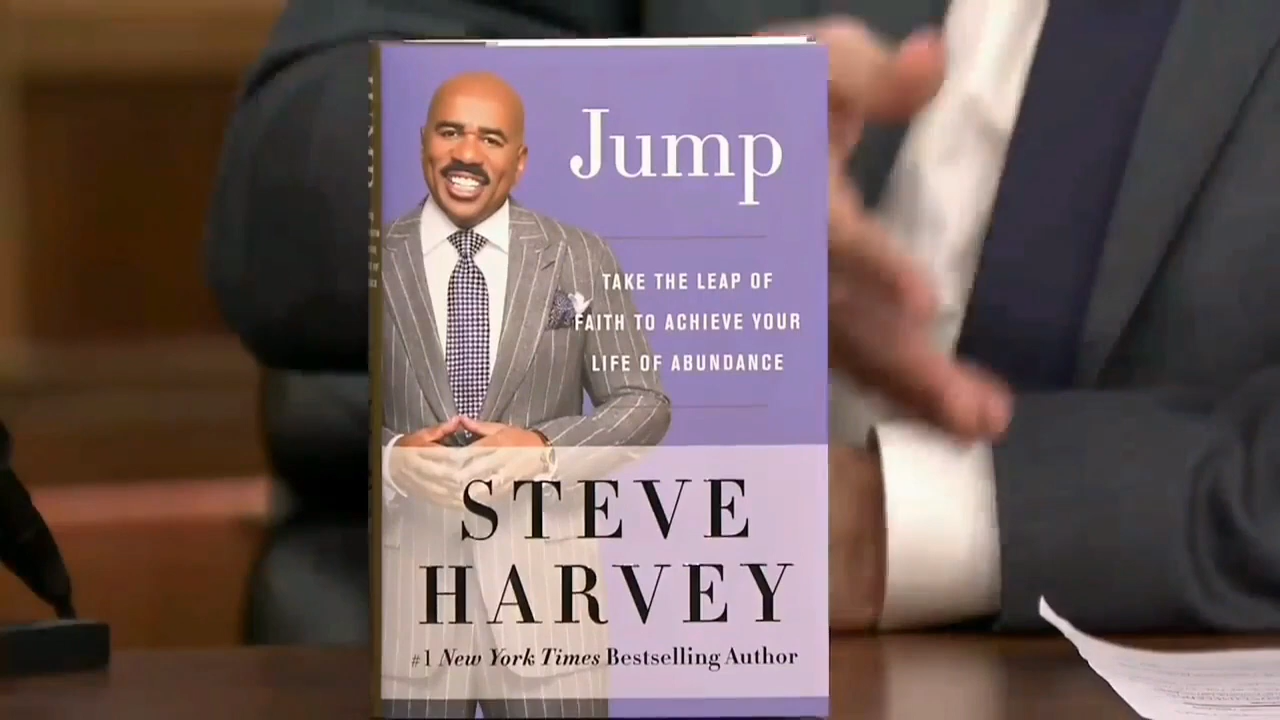 Jump
TAKE THE LEAP OF
FAITH TO ACHIEVE YOUR
LIFE OF ABUNDANCE
STEVE
HARVEY
#1 New York Times Bestselling Author